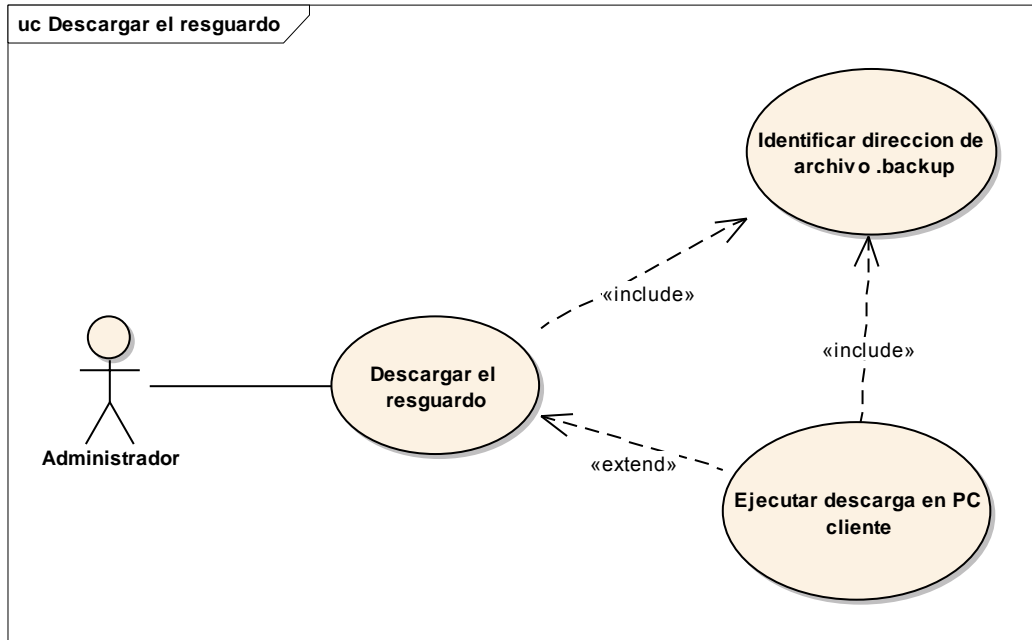 uc Descargar el resguardo
Identificar direccion de
archivo .backup
«include»
«include»
Descargar el
resguardo
Administrador
«extend»
Ejecutar descarga en PC
cliente